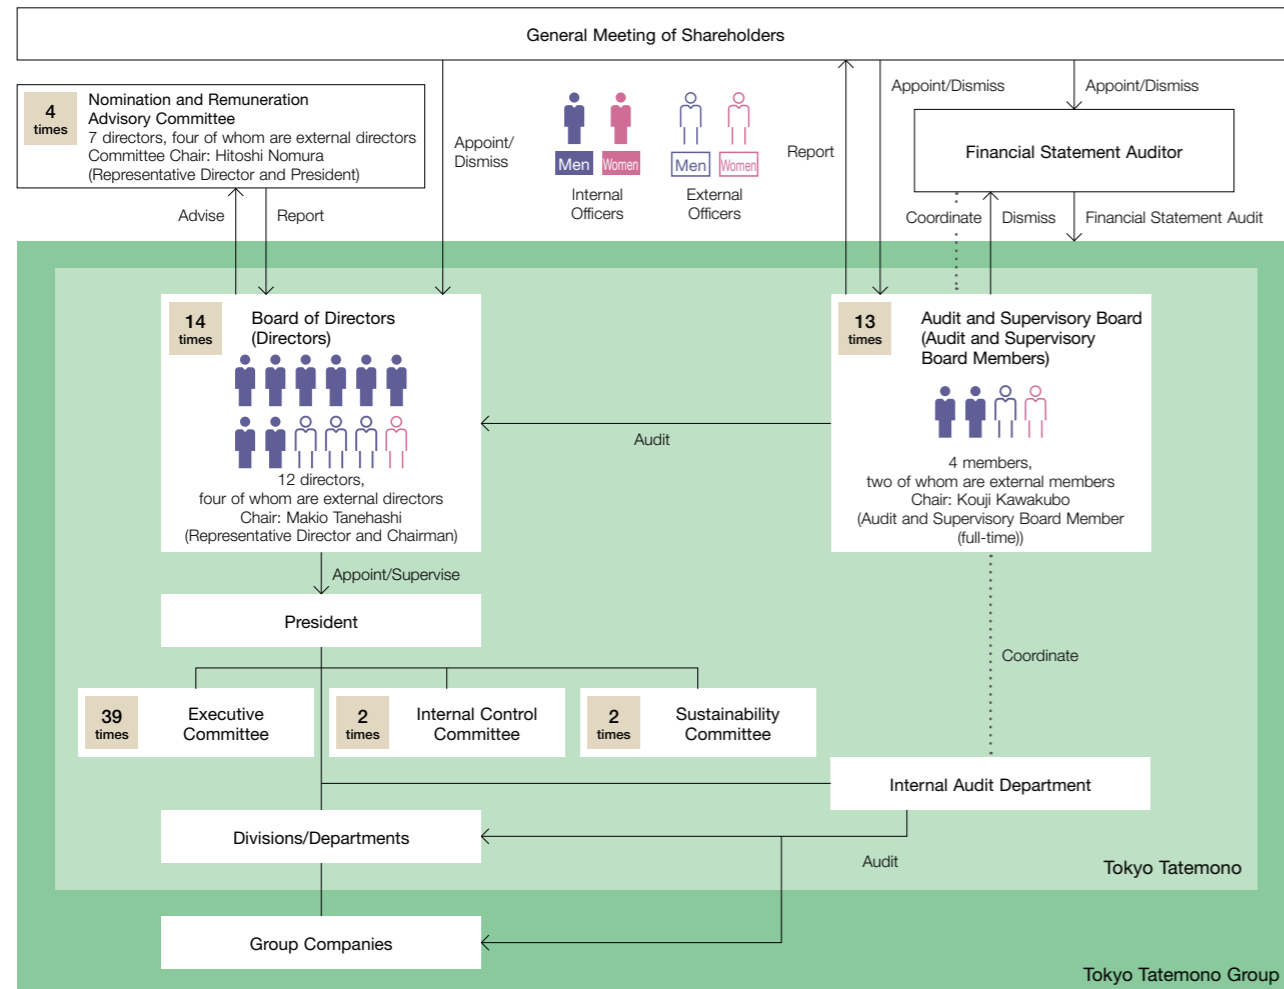 General Meeting of Shareholders
4
times
Nomination and Remuneration
Advisory Committee
7 directors, four of whom are external directors
Committee Chair: Hitoshi Nomura
(Representative Director and President)
Advise
Report
Appoint/
Dismiss
Men
Women
Internal
Officers
Men
Women
External
Officers
Report
Appoint/Dismiss
Appoint/Dismiss
Financial Statement Auditor
Coordinate
Dismiss
Financial Statement Audit
14
times
Board of Directors
(Directors)
12 directors,
four of whom are external directors
Chair: Makio Tanehashi
(Representative Director and Chairman)
Audit
13
times
Audit and Supervisory Board
(Audit and Supervisory
Board Members)
4 members,
two of whom are external members
Chair: Kouji Kawakubo
(Audit and Supervisory Board Member
(full-time))
Appoint/Supervise
President
Coordinate
39
times
Executive
Committee
2
times
Internal Control
Committee
2
times
Sustainability
Committee
Internal Audit Department
Divisions/Departments
Audit
Tokyo Tatemono
Group Companies
Tokyo Tatemono Group